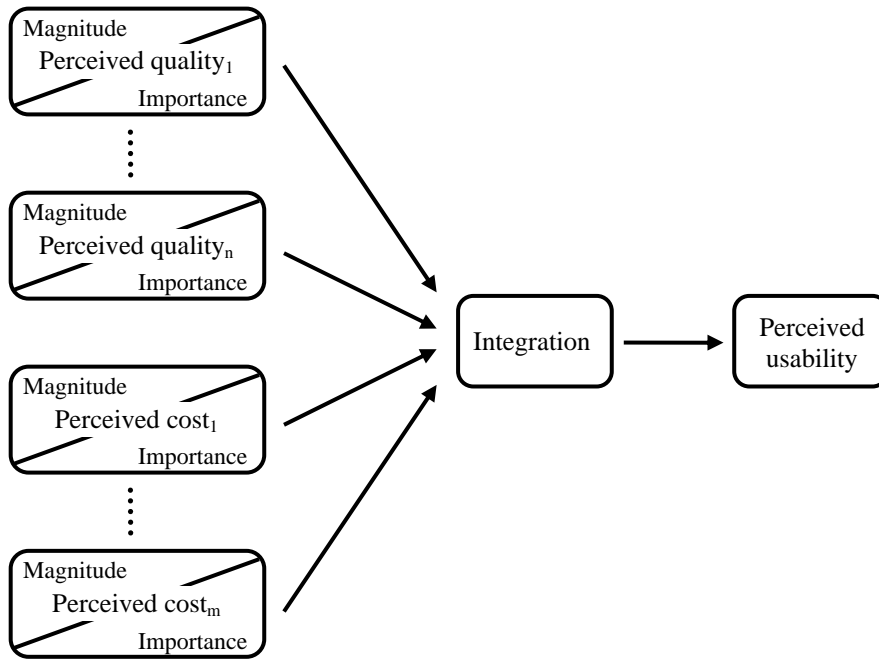 Magnitude
Perceived quality₁
Importance
Magnitude
Perceived qualityₙ
Importance
Magnitude
Perceived cost₁
Importance
Magnitude
Perceived costₘ
Importance
Integration
Perceived
usability